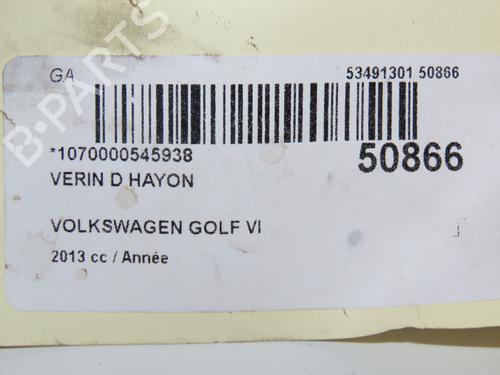 GA 53491301 50866
*1070000545938 50866
VERIN D HAYON
VOLKSWAGEN GOLF VI
2013 cc / Année
B-PARTS